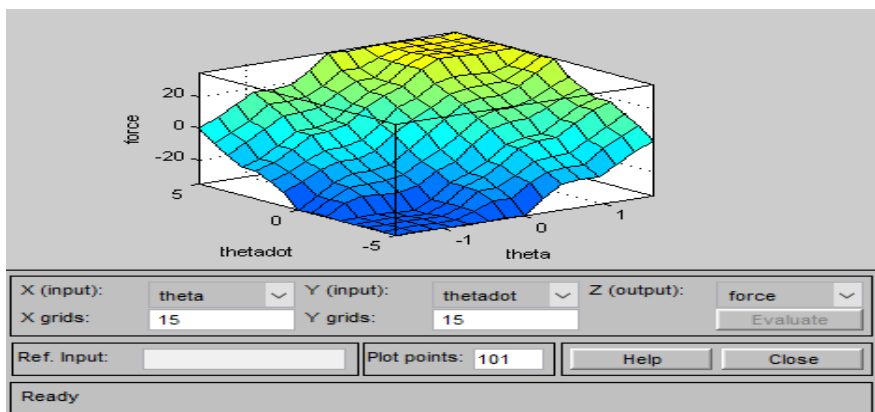 20
0
-20
force
5
0
-5
thetadot
-1
0
1
theta
X (input): theta Y (input): thetadot Z (output): force
X grids: 15 Y grids: 15 Evaluate
Ref. Input: Plot points: 101 Help Close
Ready